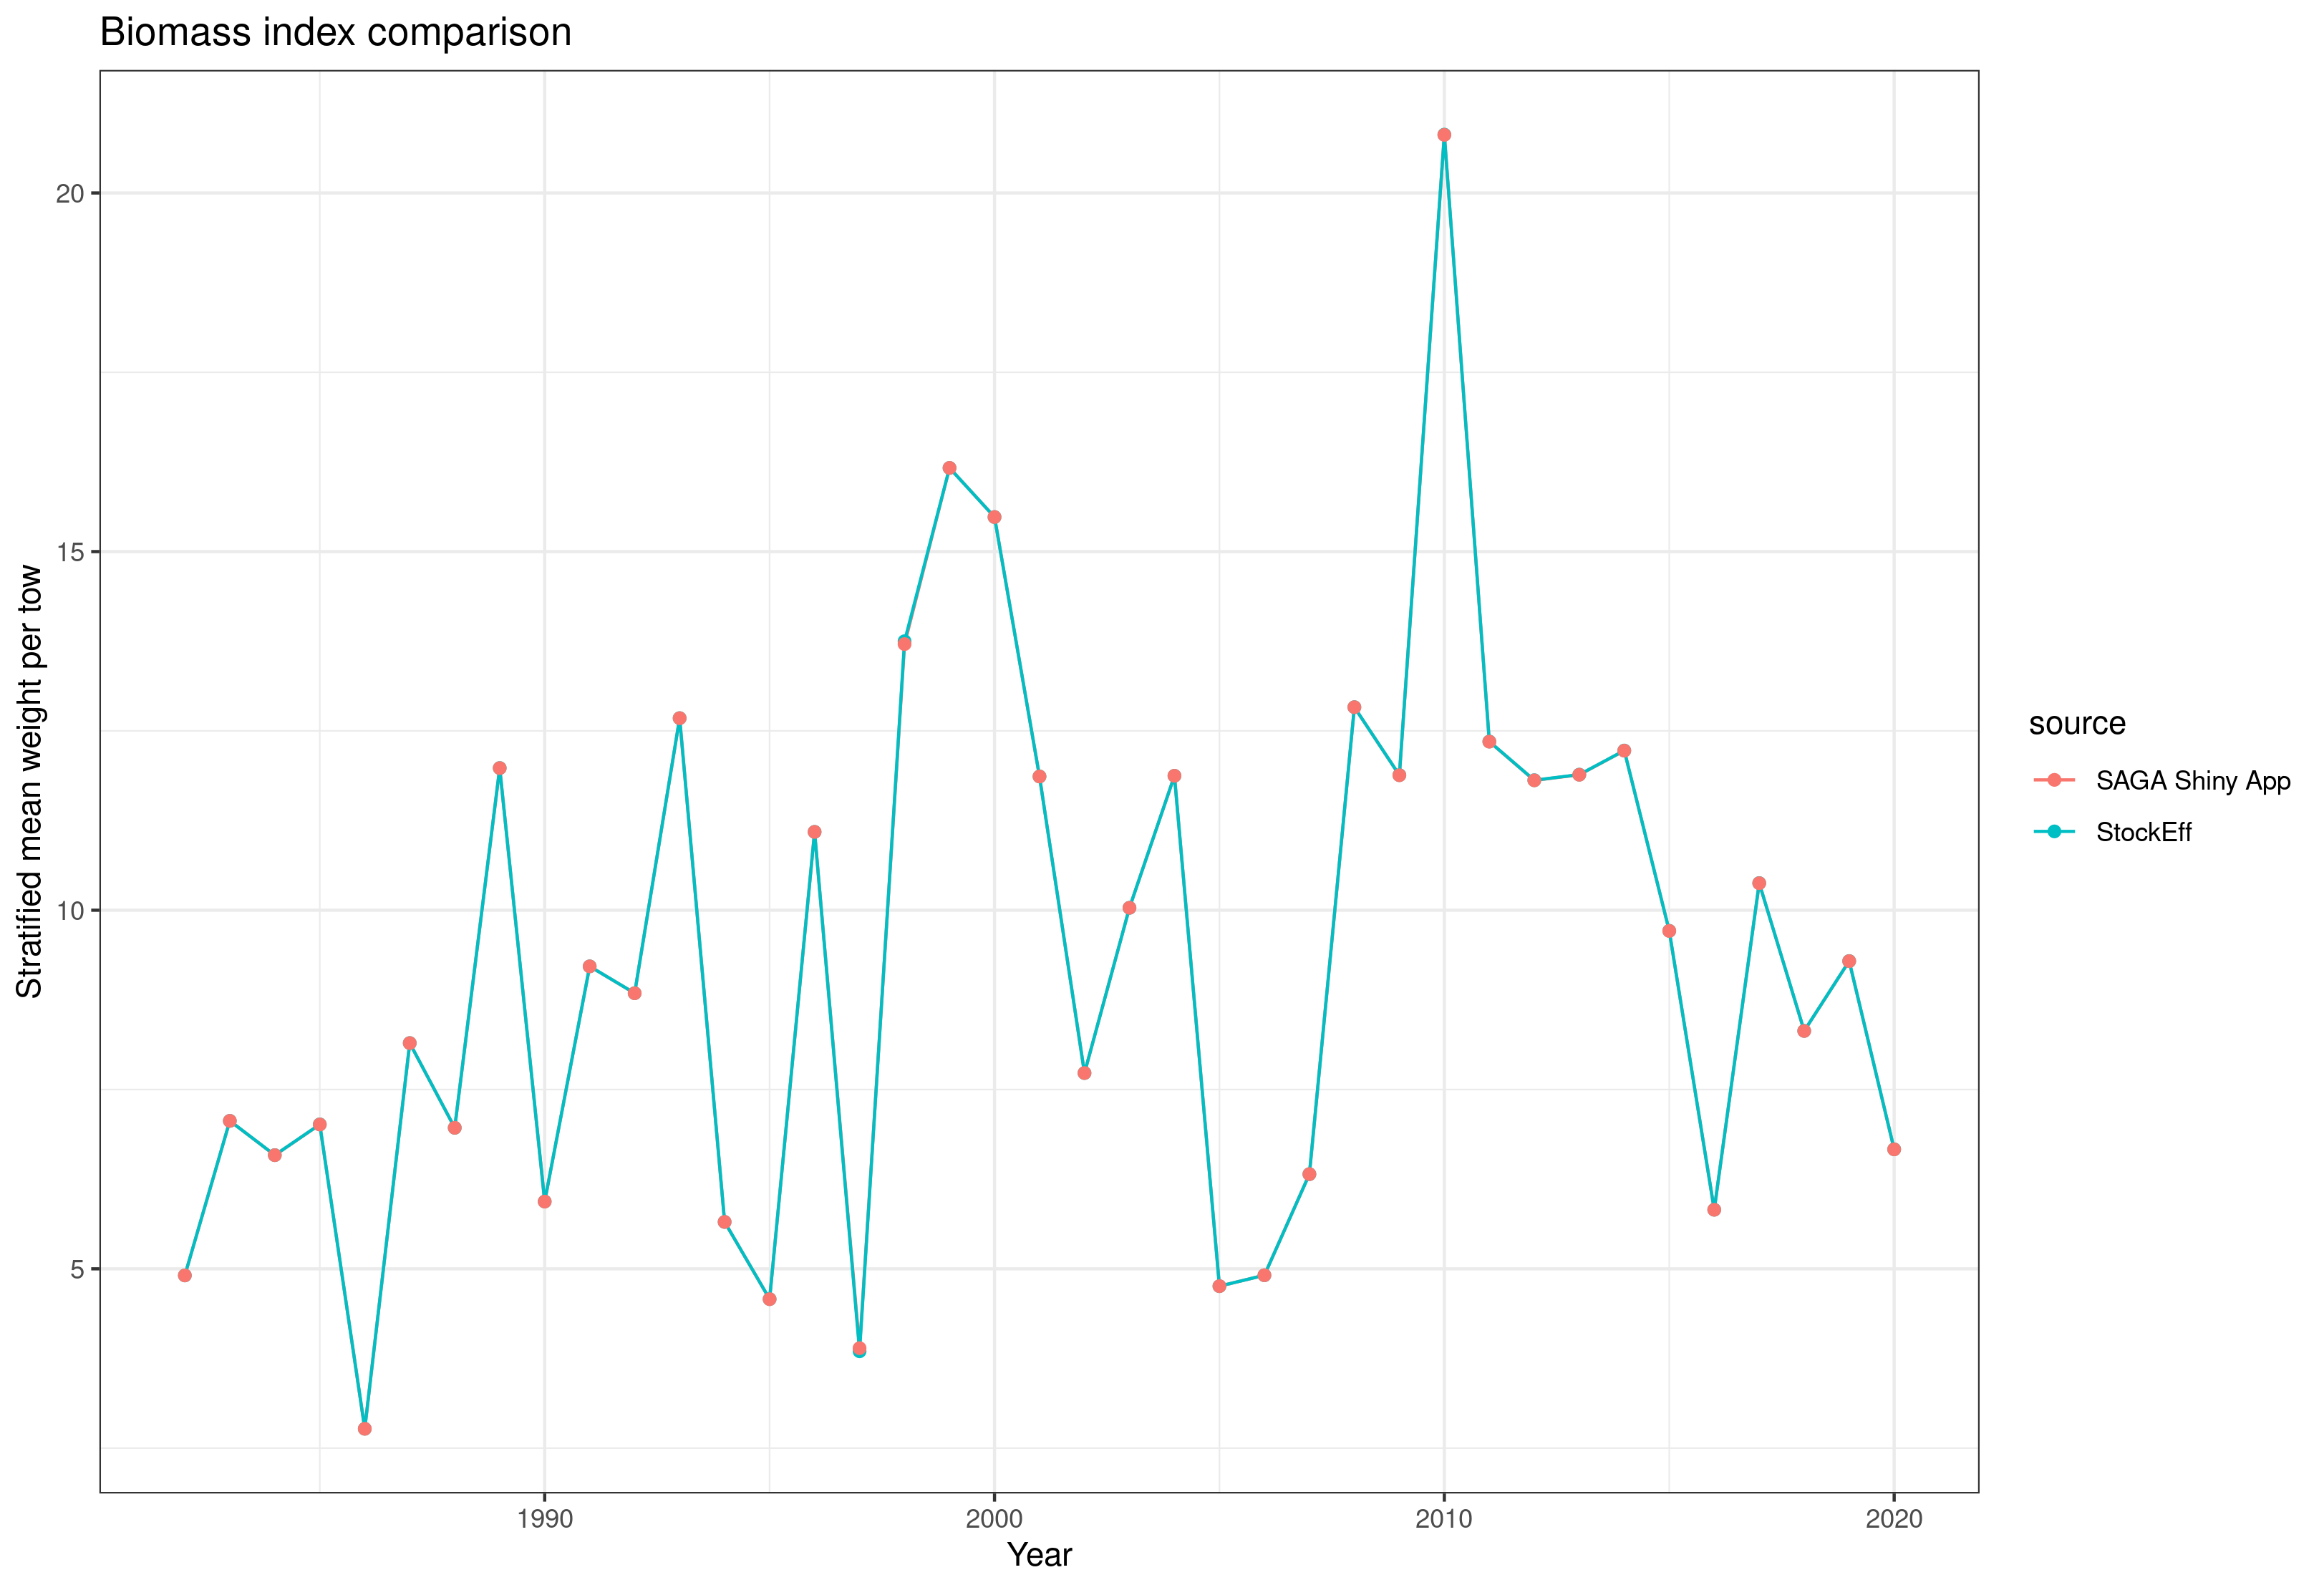 Biomass index comparison
Stratified mean weight per tow
20
15
10
5
1990
2000
2010
2020
Year
source
SAGA Shiny App
StockEff